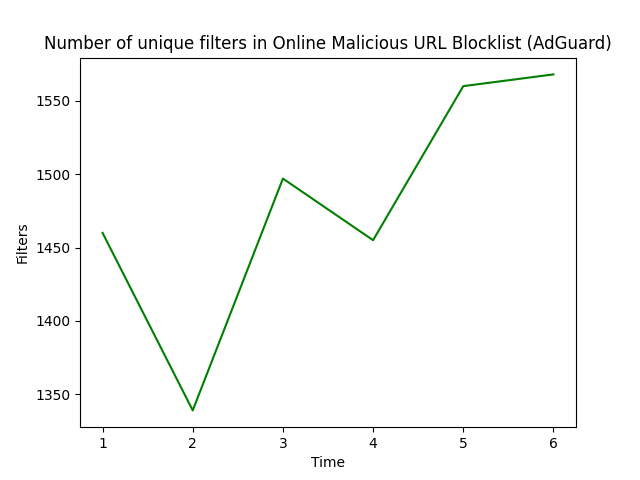 Number of unique filters in Online Malicious URL Blocklist (AdGuard)
1550
1500
1450
1400
1350
Filters
1 2 3 4 5 6
Time